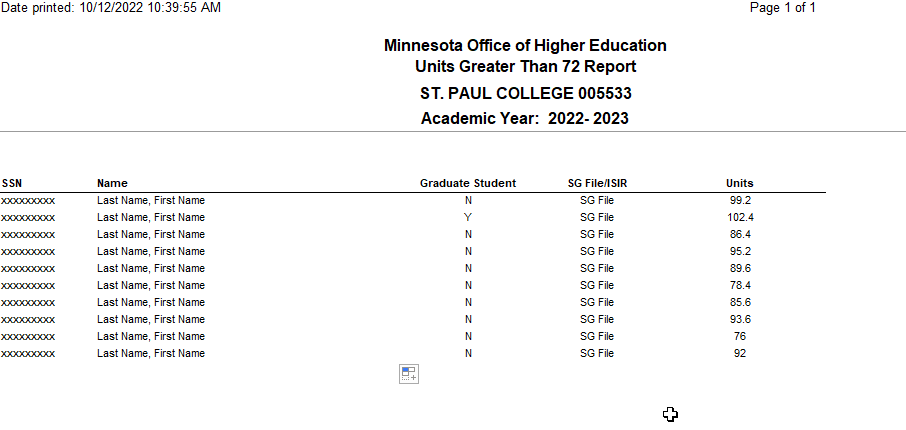 Date printed: 10/12/2022 10:39:55 AM Page 1 of 1
Minnesota Office of Higher Education
Units Greater Than 72 Report
ST. PAUL COLLEGE 005533
Academic Year: 2022- 2023
SSN Name Graduate Student SG File/ISIR Units
xxxxxxxxx Last Name, First Name N SG File 99.2
xxxxxxxxx Last Name, First Name Y SG File 102.4
xxxxxxxxx Last Name, First Name N SG File 86.4
xxxxxxxxx Last Name, First Name N SG File 95.2
xxxxxxxxx Last Name, First Name N SG File 89.6
xxxxxxxxx Last Name, First Name N SG File 78.4
xxxxxxxxx Last Name, First Name N SG File 85.6
xxxxxxxxx Last Name, First Name N SG File 93.6
xxxxxxxxx Last Name, First Name N SG File 76
xxxxxxxxx Last Name, First Name N SG File 92